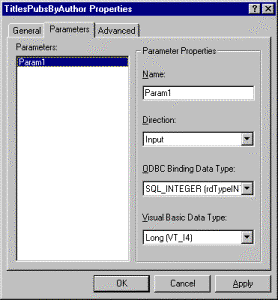 TitlesPubsByAuthor Properties
General Parameters Advanced
Parameters:
Param1
Parameter Properties
Name:
Param1
Direction:
Input
ODBC Binding Data Type:
SQL_INTEGER (rdTypeIN
Visual Basic Data Type:
Long (VT_I4)
OK Cancel Apply